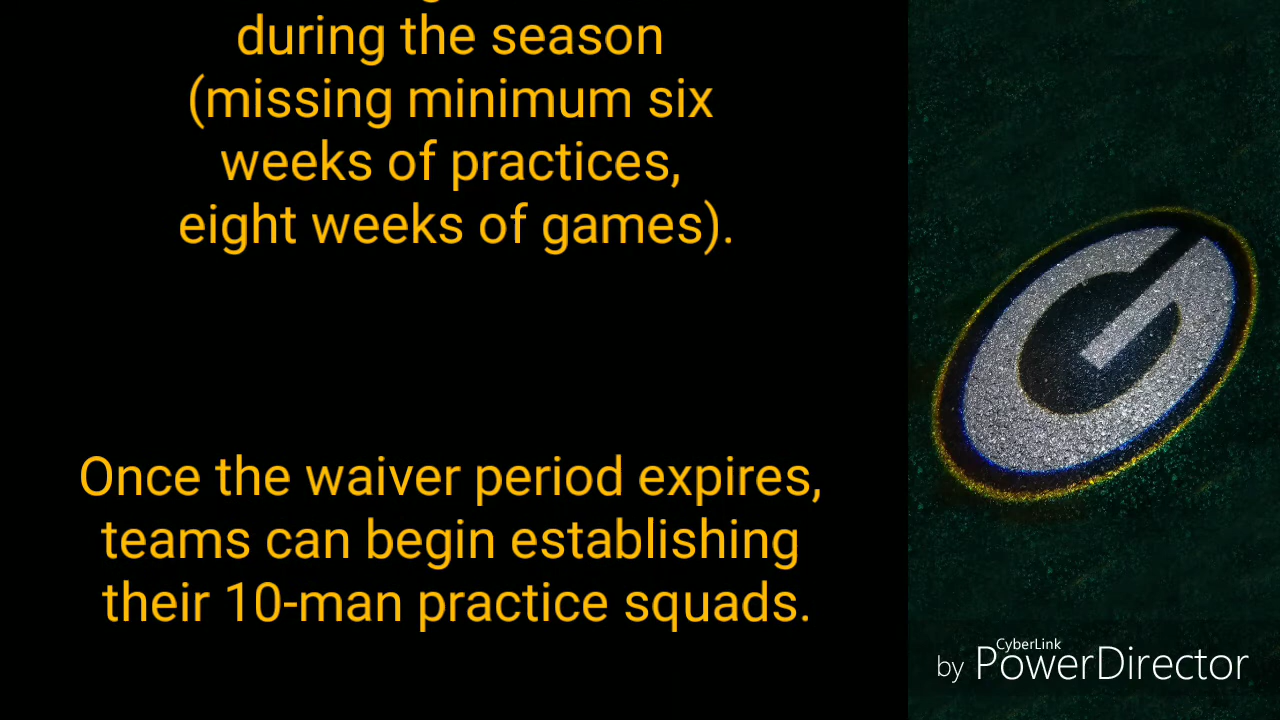 during the season
(missing minimum six
weeks of practices,
eight weeks of games).
Once the waiver period expires,
teams can begin establishing
their 10-man practice squads.
G
by CyberLink PowerDirector